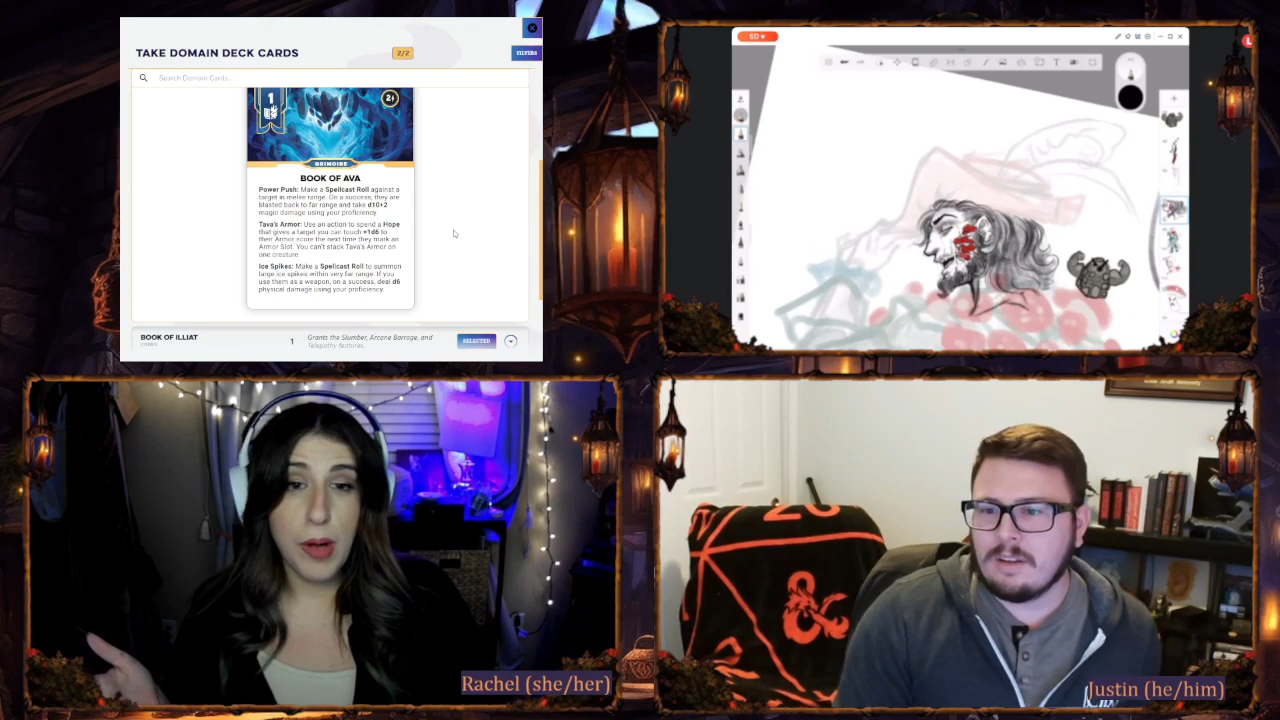 TAKE DOMAIN DECK CARDS
2/2
FILTERS
Search Domain Cards...
1
2
GRIMOIRE
BOOK OF AVA
Power Push: Make a Spellcast Roll against a
target in melee range. On a success, they are
blasted back to far range and take d10+2
magic damage using your proficiency.
Tava's Armor: Use an action to spend a Hope
that gives a target you can touch +1d6 to
their Armor score the next time they mark an
Armor Slot. You can't stack Tava's Armor on
one creature.
Ice Spikes: Make a Spellcast Roll to summon
large ice spikes within very far range. If you
use them as a weapon, on a success, deal d6
physical damage using your proficiency.
BOOK OF ILLIAT
CODEX
1
Grants the Slumber, Arcane Barrage, and
Telepathy features.
SELECTED
L
20
Rachel (she/her)
Justin (he/him)